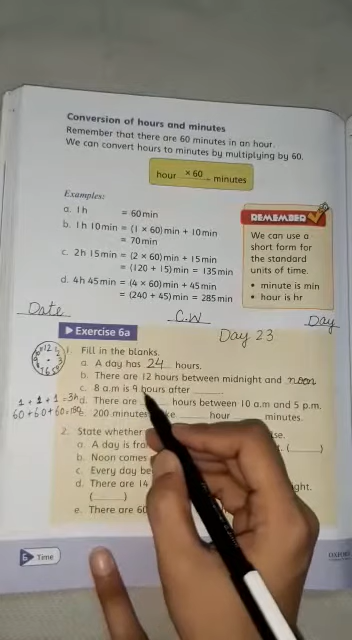 Conversion of hours and minutes
Remember that there are 60 minutes in an hour.
We can convert hours to minutes by multiplying by 60.
hour × 60 minutes
Examples:
a. 1 h = 60 min
b. 1 h 10 min = (1 × 60) min + 10 min
= 70 min
c. 2h 15 min = (2 × 60) min + 15 min
= (120 + 15) min = 135 min
d. 4h 45 min = (4 × 60) min + 45 min
= (240 + 45) min = 285 min
REMEMBER
We can use a
short form for
the standard
units of time.
• minute is min
• hour is hr
Date C.W Day
Exercise 6a
Day 23
1. Fill in the blanks.
a. A day has 24 hours.
b. There are 12 hours between midnight and noon
c. 8 a.m is 9 hours after
1 + 1 + 1 = 3h
d. There are hours between 10 a.m and 5 p.m.
60+60+60=180
e. 200 minutes hour minutes.
2. State whether
a. A day is
b. Noon comes
c. Every day
d. There are 14
e. There are 60
6 Time
OXFORD